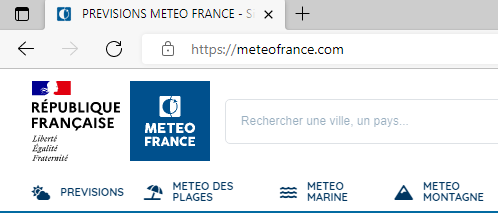 PREVISIONS METEO FRANCE - S
https://meteofrance.com
RÉPUBLIQUE
FRANÇAISE
Liberté
Égalité
Fraternité
METEO
FRANCE
Rechercher une ville, un pays...
PREVISIONS
METEO DES
PLAGES
METEO
MARINE
METEO
MONTAGNE